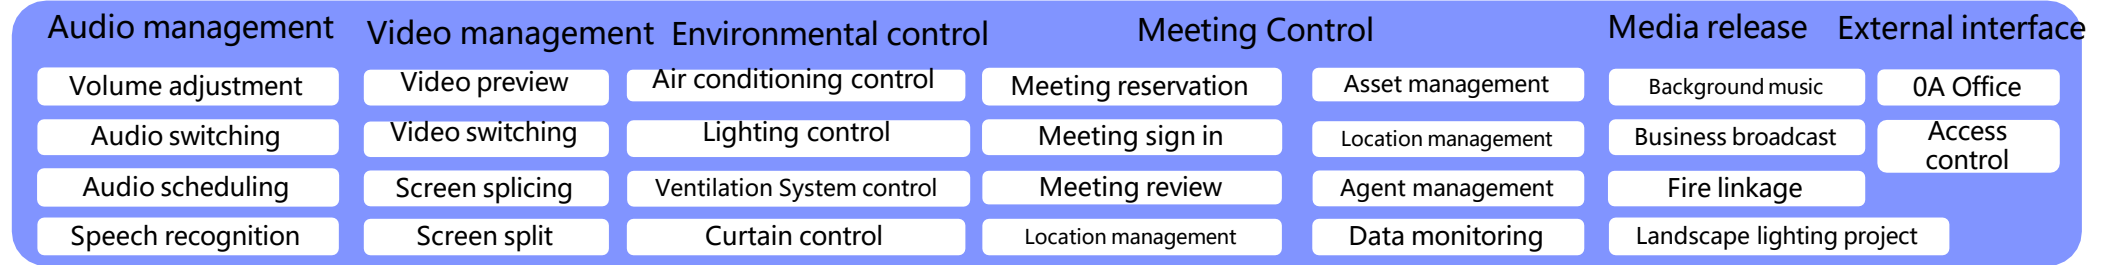 Audio management
Volume adjustment
Audio switching
Audio scheduling
Speech recognition
Video management
Video preview
Video switching
Screen splicing
Screen split
Environmental control
Air conditioning control
Lighting control
Ventilation System control
Curtain control
Meeting Control
Meeting reservation
Meeting sign in
Meeting review
Location management
Asset management
Location management
Agent management
Data monitoring
Media release
Background music
Business broadcast
Fire linkage
Landscape lighting project
External interface
0A Office
Access
control